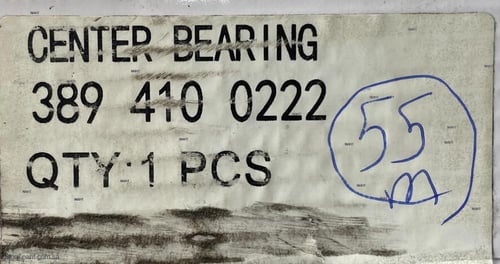 CENTER BEARING
389 410 0222
QTY:1 PCS
55
m